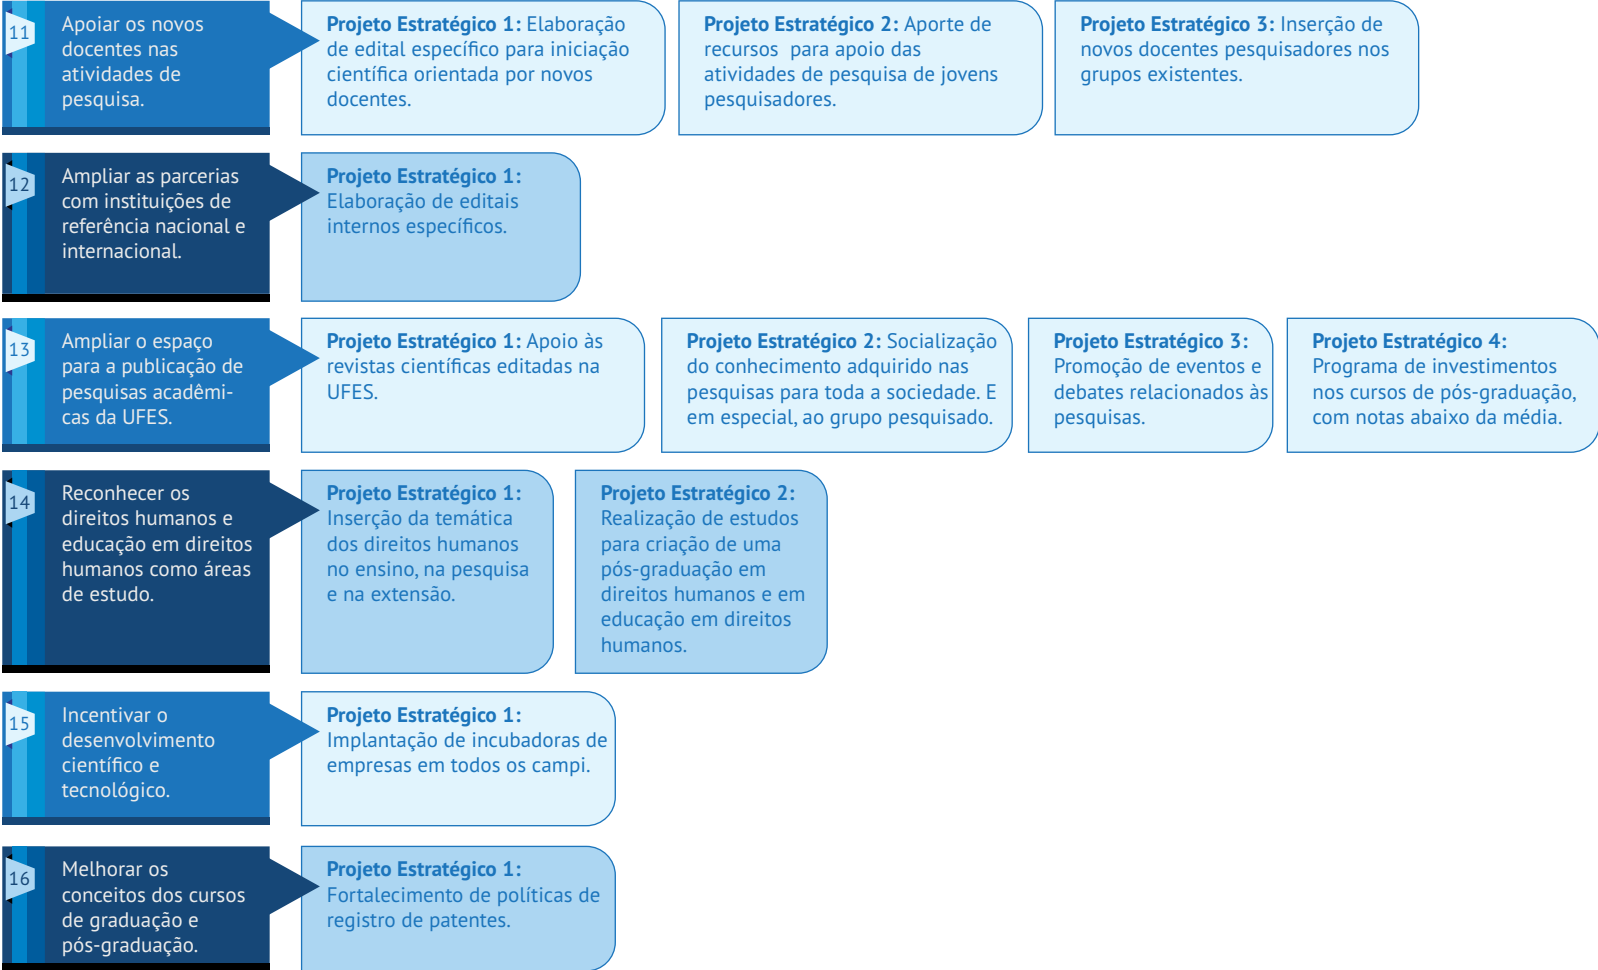 11
Apoiar os novos
docentes nas
atividades de
pesquisa.
Projeto Estratégico 1: Elaboração
de edital específico para iniciação
científica orientada por novos
docentes.
Projeto Estratégico 2: Aporte de
recursos para apoio das
atividades de pesquisa de jovens
pesquisadores.
Projeto Estratégico 3: Inserção de
novos docentes pesquisadores nos
grupos existentes.
12
Ampliar as parcerias
com instituições de
referência nacional e
internacional.
Projeto Estratégico 1:
Elaboração de editais
internos específicos.
13
Ampliar o espaço
para a publicação de
pesquisas acadêmi-
cas da UFES.
Projeto Estratégico 1: Apoio às
revistas científicas editadas na
UFES.
Projeto Estratégico 2: Socialização
do conhecimento adquirido nas
pesquisas para toda a sociedade. E
em especial, ao grupo pesquisado.
Projeto Estratégico 3:
Promoção de eventos e
debates relacionados às
pesquisas.
Projeto Estratégico 4:
Programa de investimentos
nos cursos de pós-graduação,
com notas abaixo da média.
14
Reconhecer os
direitos humanos e
educação em direitos
humanos como áreas
de estudo.
Projeto Estratégico 1:
Inserção da temática
dos direitos humanos
no ensino, na pesquisa
e na extensão.
Projeto Estratégico 2:
Realização de estudos
para criação de uma
pós-graduação em
direitos humanos e em
educação em direitos
humanos.
15
Incentivar o
desenvolvimento
científico e
tecnológico.
Projeto Estratégico 1:
Implantação de incubadoras de
empresas em todos os campi.
16
Melhorar os
conceitos dos cursos
de graduação e
pós-graduação.
Projeto Estratégico 1:
Fortalecimento de políticas de
registro de patentes.